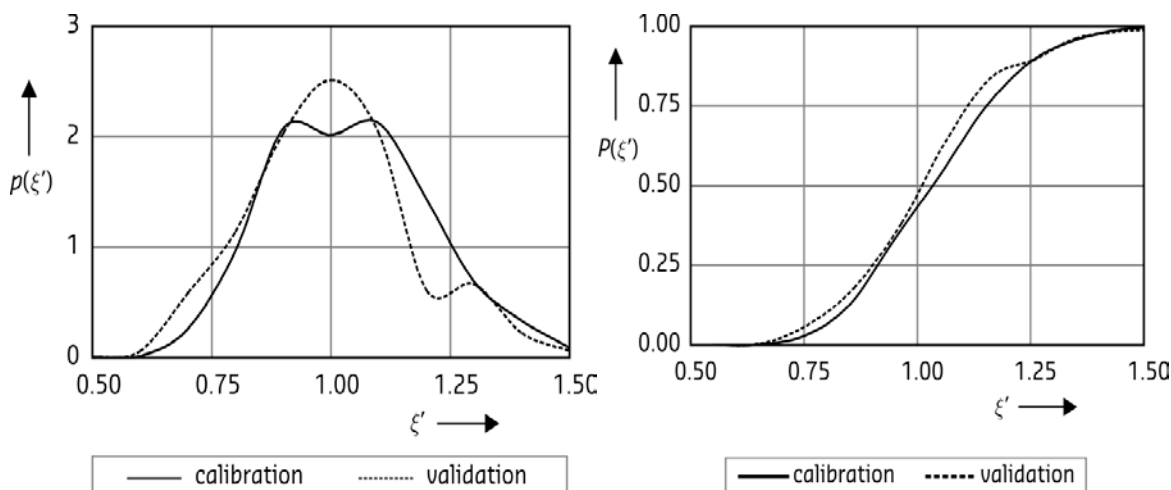 3
2
p(ξ′)
1
0
0.50 0.75 1.00 1.25 1.50
ξ′
calibration validation
1.00
0.75
P(ξ′)
0.50
0.25
0.00
0.50 0.75 1.00 1.25 1.50
ξ′
calibration validation